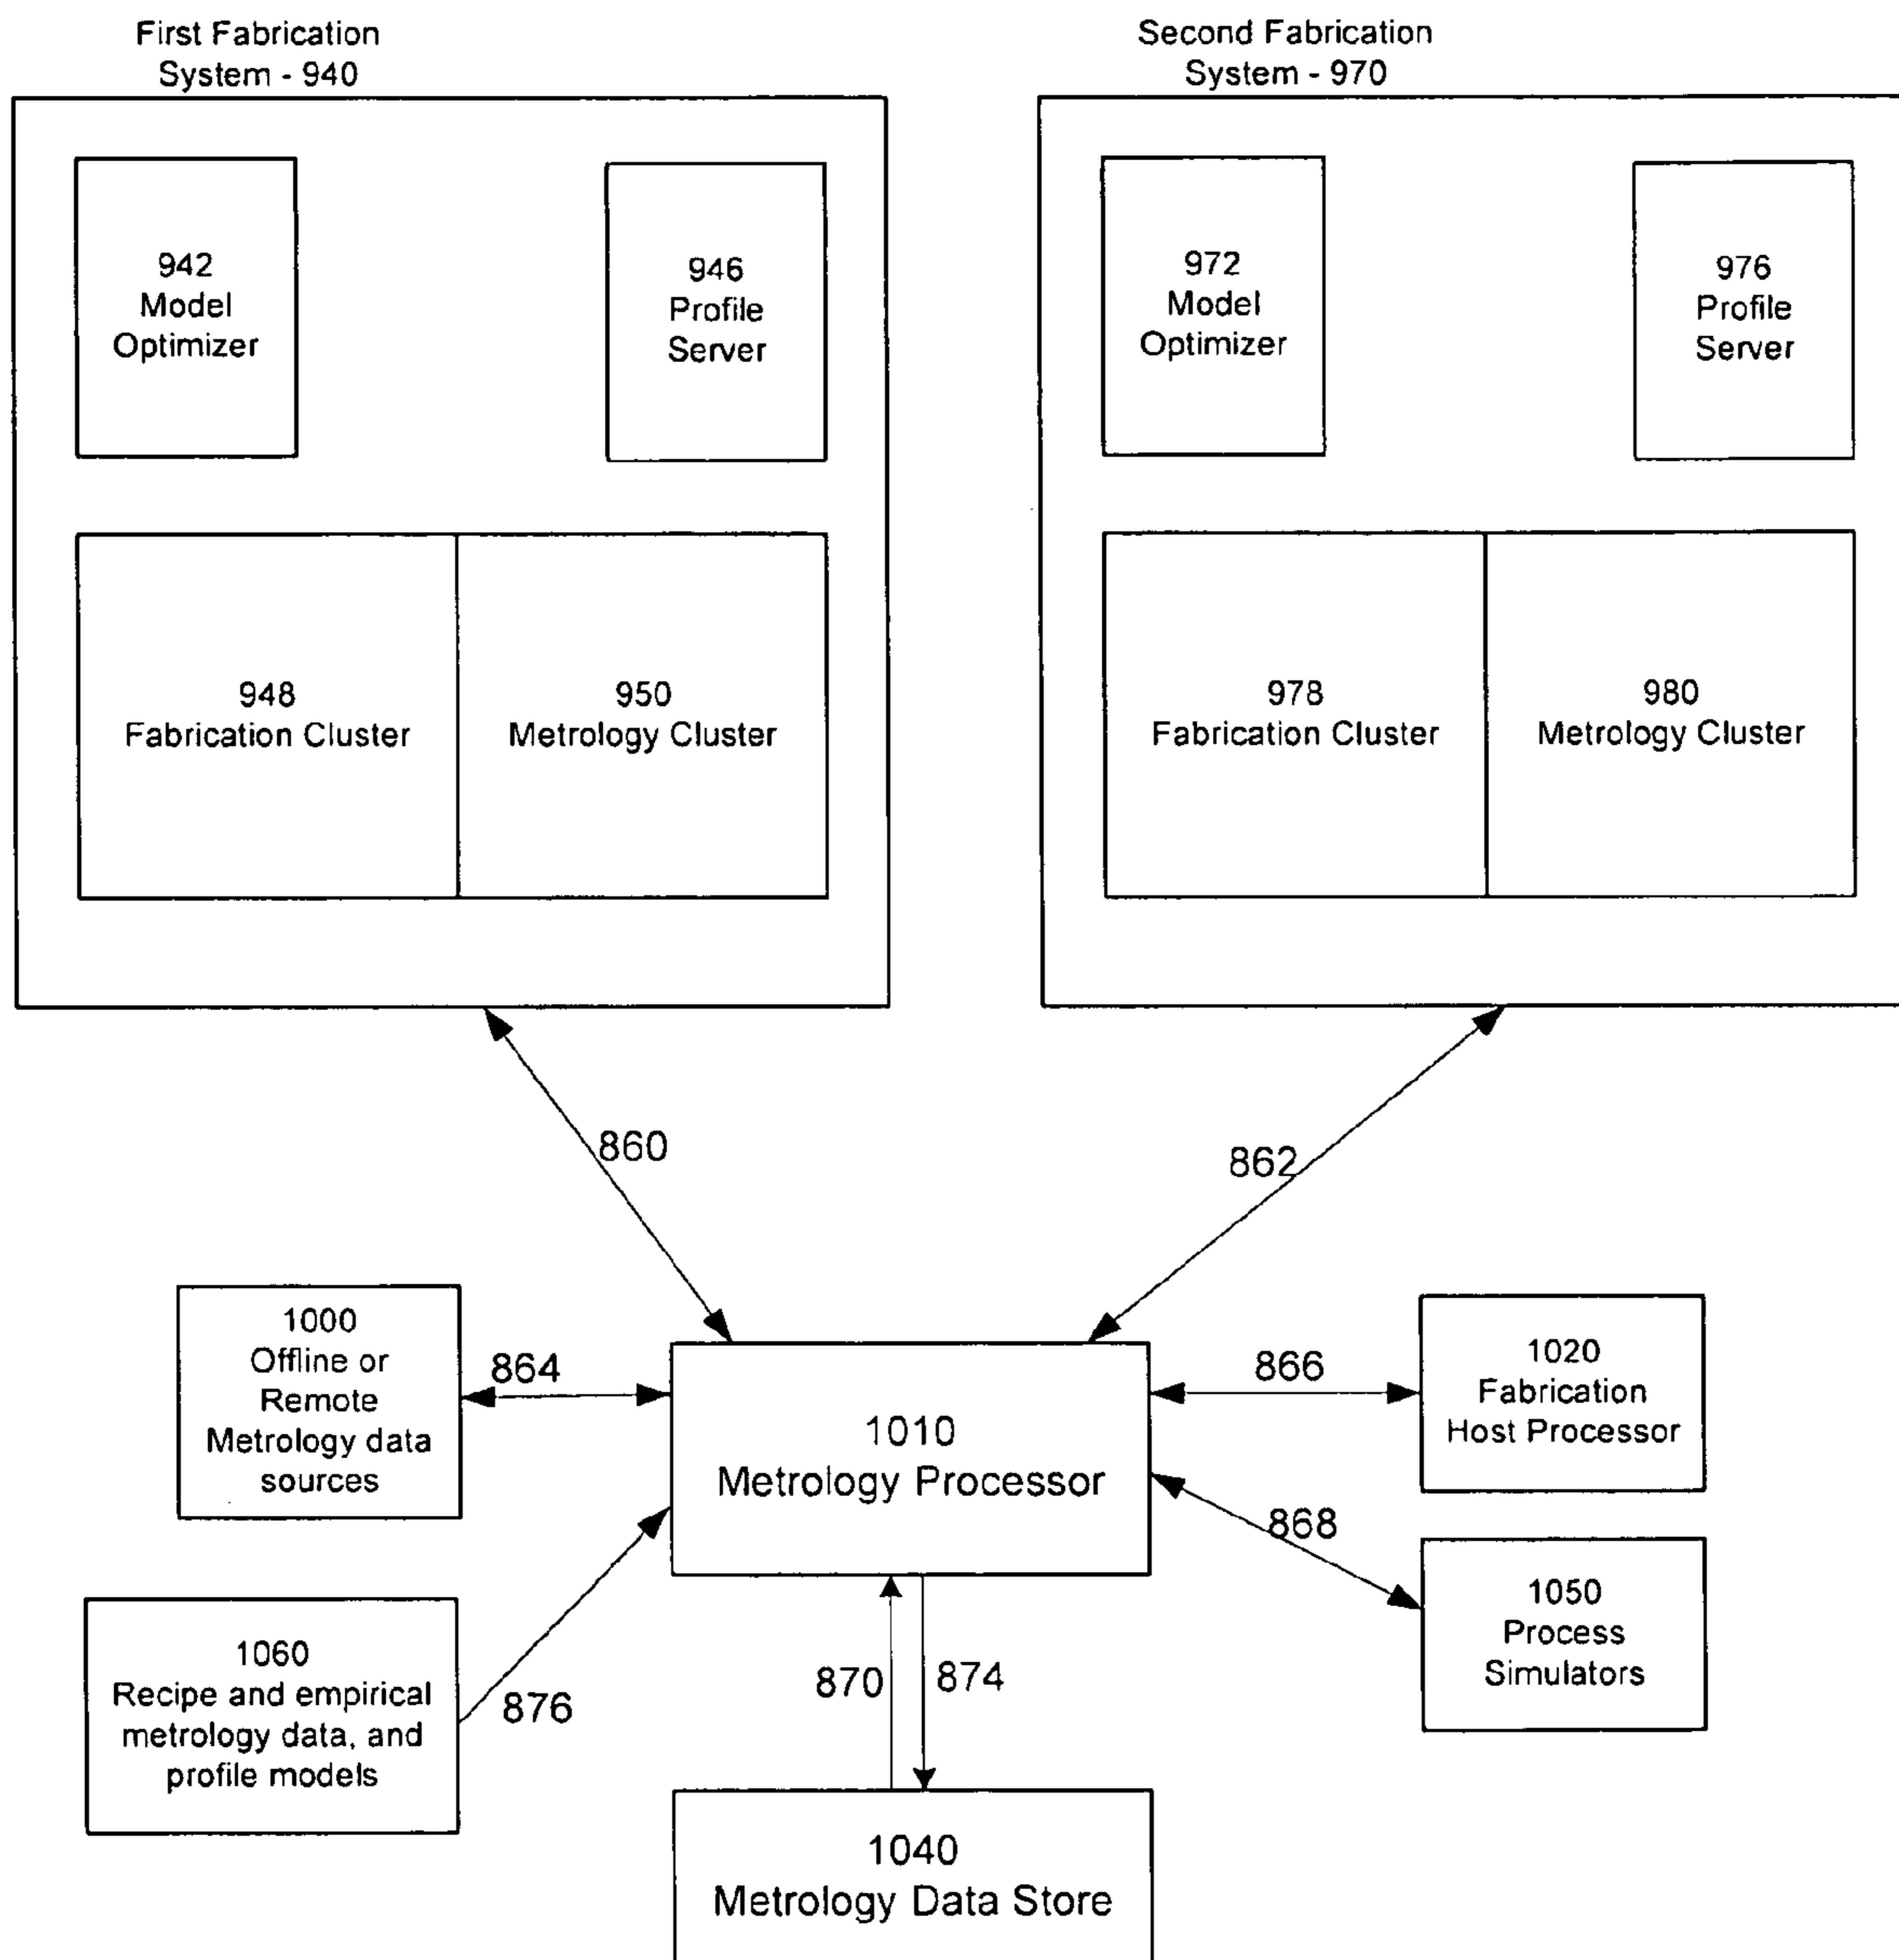 First Fabrication
System - 940
Second Fabrication
System - 970
942
Model
Optimizer
946
Profile
Server
972
Model
Optimizer
976
Profile
Server
948
Fabrication Cluster
950
Metrology Cluster
978
Fabrication Cluster
980
Metrology Cluster
860
862
1000
Offline or
Remote
Metrology data
sources
864
1010
Metrology Processor
866
1020
Fabrication
Host Processor
868
1050
Process
Simulators
1060
Recipe and empirical
metrology data, and
profile models
876
870
874
1040
Metrology Data Store